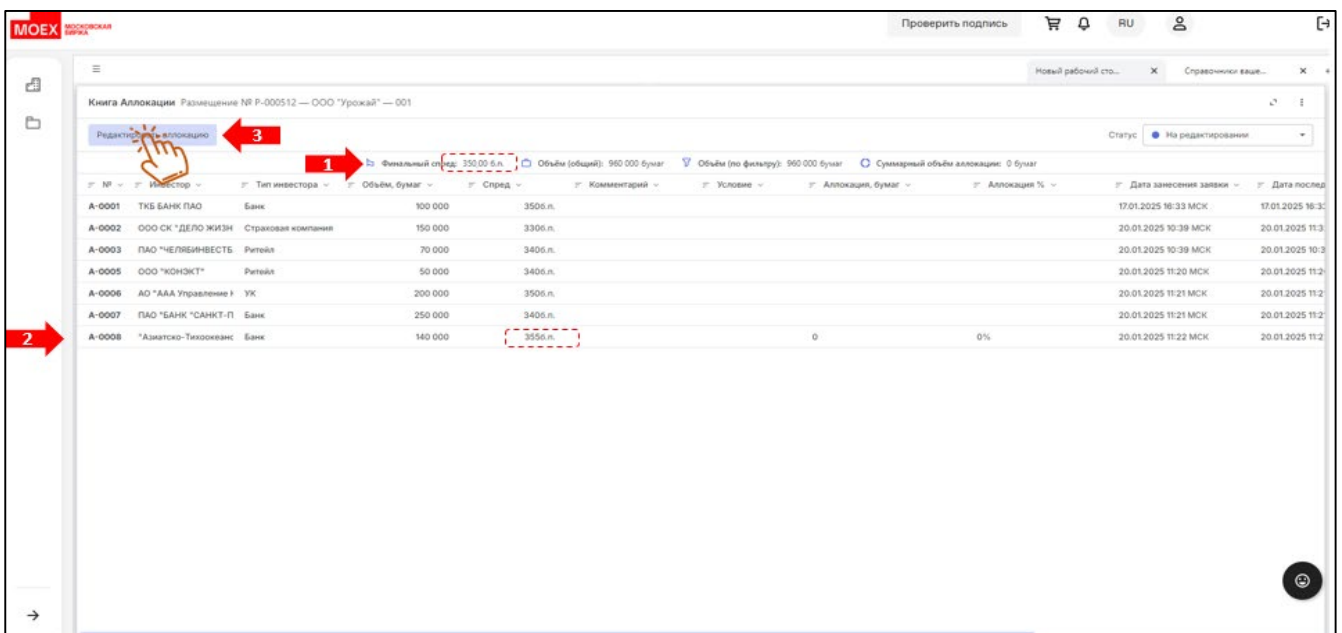 MOEX МОСКОВСКАЯ БИРЖА Проверить подпись RU
Новый рабочий сто... Справочники ваше...
Книга Аллокации Размещение № P-000512 — ООО "Урожай" — 001
Редактировать аллокацию 3 Статус На редактировании
1 Финальный спред: 350,00 б.п. Объём (общий): 960 000 бумаг Объём (по фильтру): 960 000 бумаг Суммарный объём аллокации: 0 бумаг
№ Инвестор Тип инвестора Объём, бумаг Спред Комментарий Условие Аллокация, бумаг Аллокация % Дата занесения заявки Дата послед
A-0001 ТКБ БАНК ПАО Банк 100 000 350б.п. 17.01.2025 16:33 МСК 17.01.2025 16:3
A-0002 ООО СК "ДЕЛО ЖИЗН Страховая компания 150 000 330б.п. 20.01.2025 10:39 МСК 20.01.2025 11:3
A-0003 ПАО "ЧЕЛЯБИНВЕСТБ Ритейл 70 000 340б.п. 20.01.2025 10:39 МСК 20.01.2025 10:3
A-0005 ООО "КОНЭКТ" Ритейл 50 000 340б.п. 20.01.2025 11:20 МСК 20.01.2025 11:2
A-0006 АО "ААА Управление УК 200 000 350б.п. 20.01.2025 11:21 МСК 20.01.2025 11:2
A-0007 ПАО "БАНК "САНКТ-П Банк 250 000 340б.п. 20.01.2025 11:21 МСК 20.01.2025 11:2
2 A-0008 "Азиатско-Тихоокеанс Банк 140 000 355б.п. 0 0% 20.01.2025 11:22 МСК 20.01.2025 11:2